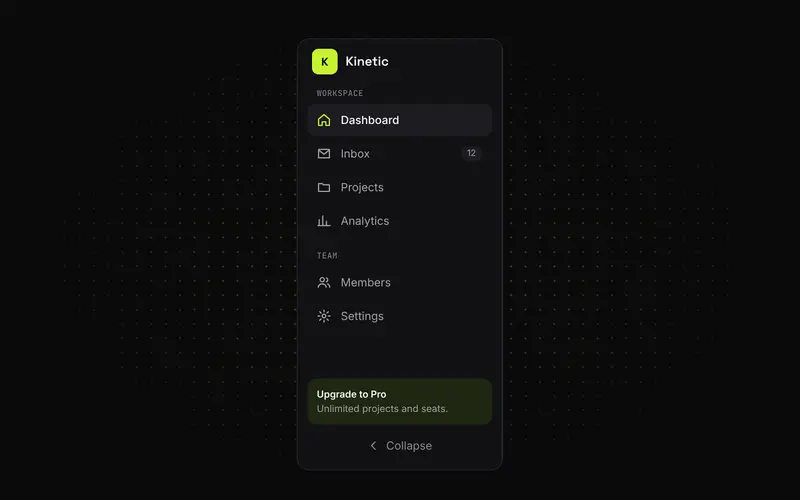 K
Kinetic
WORKSPACE
Dashboard
Inbox 12
Projects
Analytics
TEAM
Members
Settings
Upgrade to Pro
Unlimited projects and seats.
Collapse